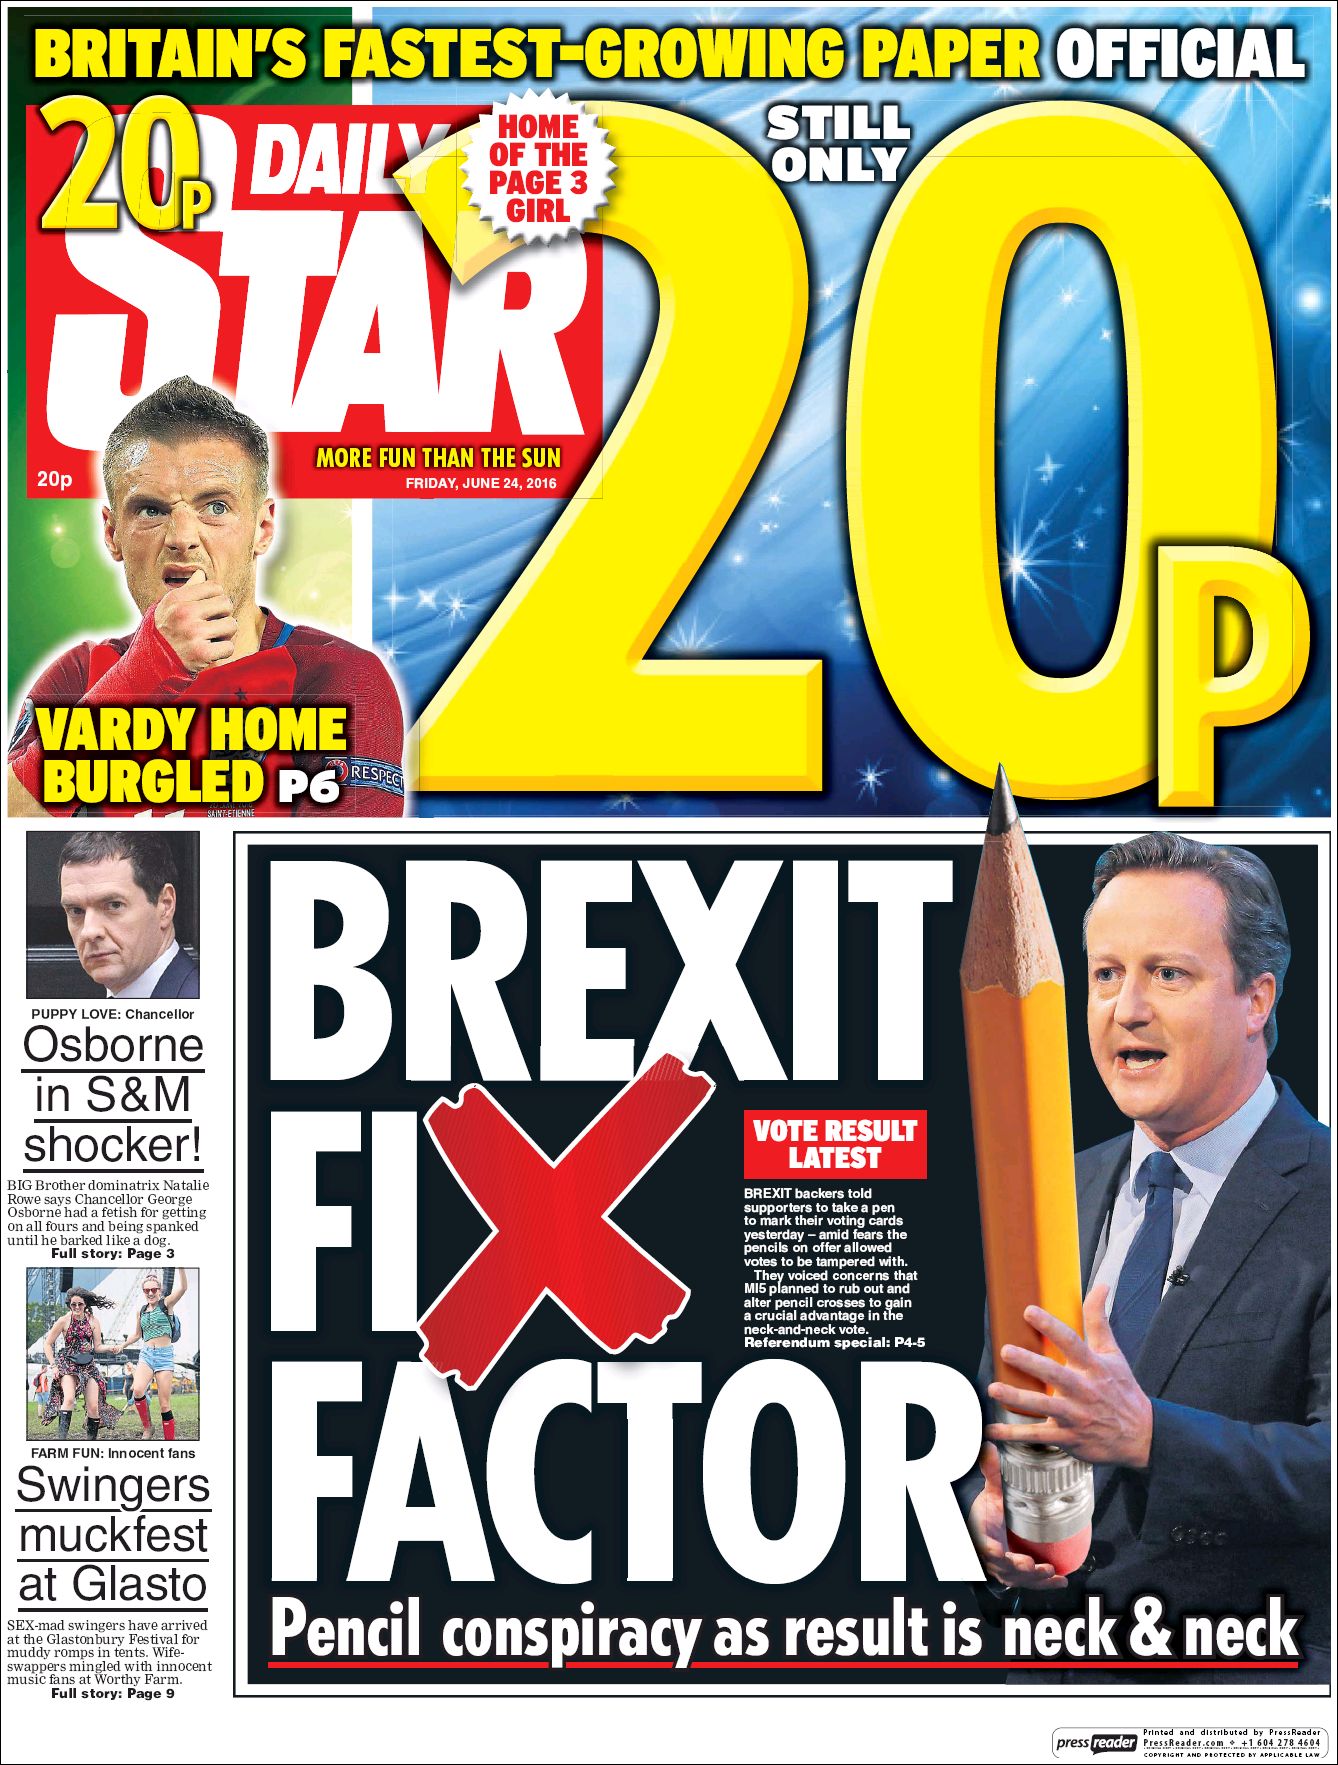 BRITAIN'S FASTEST-GROWING PAPER OFFICIAL
20P
DAILY
STAR
HOME
OF THE
PAGE 3
GIRL
STILL
ONLY
20P
20p
MORE FUN THAN THE SUN
FRIDAY, JUNE 24, 2016
VARDY HOME
BURGLED P6
RESPECT
SAINT-ETIENNE
PUPPY LOVE: Chancellor
Osborne
in S&M
shocker!
BIG Brother dominatrix Natalie
Rowe says Chancellor George
Osborne had a fetish for getting
on all fours and being spanked
until he barked like a dog.
Full story: Page 3
FARM FUN: Innocent fans
Swingers
muckfest
at Glasto
SEX-mad swingers have arrived
at the Glastonbury Festival for
muddy romps in tents. Wife-
swappers mingled with innocent
music fans at Worthy Farm.
Full story: Page 9
BREXIT
FIX
FACTOR
VOTE RESULT
LATEST
BREXIT backers told
supporters to take a pen
to mark their voting cards
yesterday – amid fears the
pencils on offer allowed
votes to be tampered with.
They voiced concerns that
MI5 planned to rub out and
alter pencil crosses to gain
a crucial advantage in the
neck-and-neck vote.
Referendum special: P4-5
Pencil conspiracy as result is neck & neck
pressreader
Printed and distributed by PressReader
PressReader.com + +1 604 278 4604
COPYRIGHT AND PROTECTED BY APPLICABLE LAW